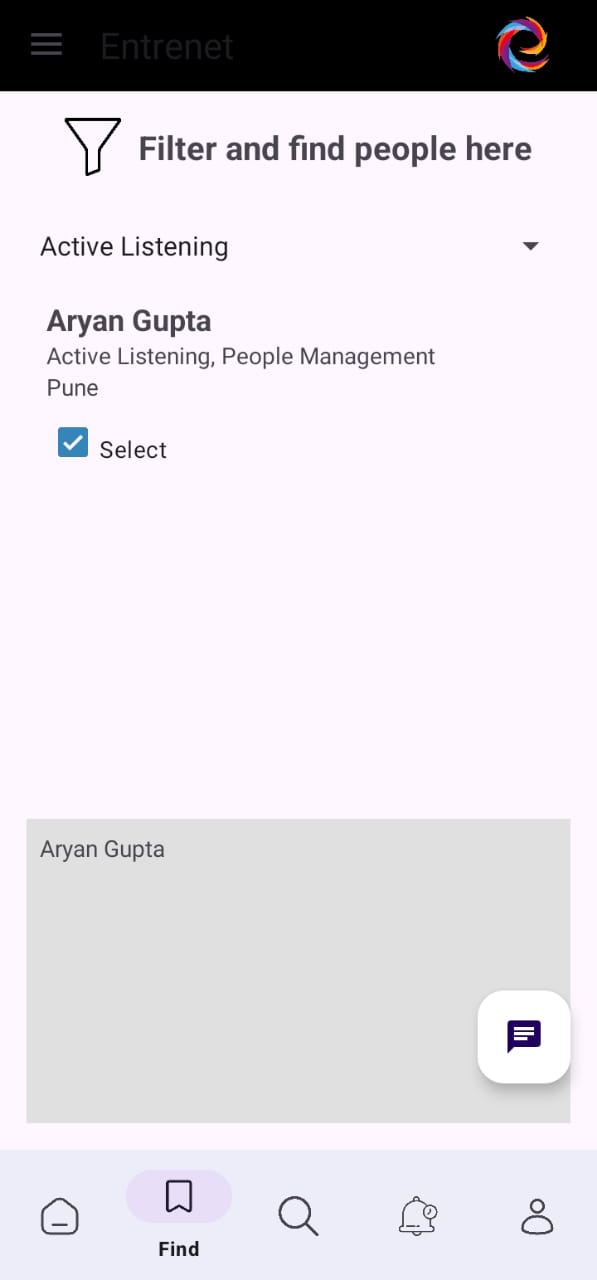 Entrenet
Filter and find people here
Active Listening
Aryan Gupta
Active Listening, People Management
Pune
Select
Aryan Gupta
Find